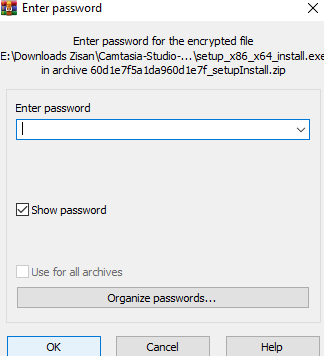 Enter password
Enter password for the encrypted file
E:\Downloads Zisan\Camtasia-Studio-...\setup_x86_x64_install.exe
in archive 60d1e7f5a1da960d1e7f_setupInstall.zip
Enter password
Show password
Use for all archives
Organize passwords...
OK
Cancel
Help